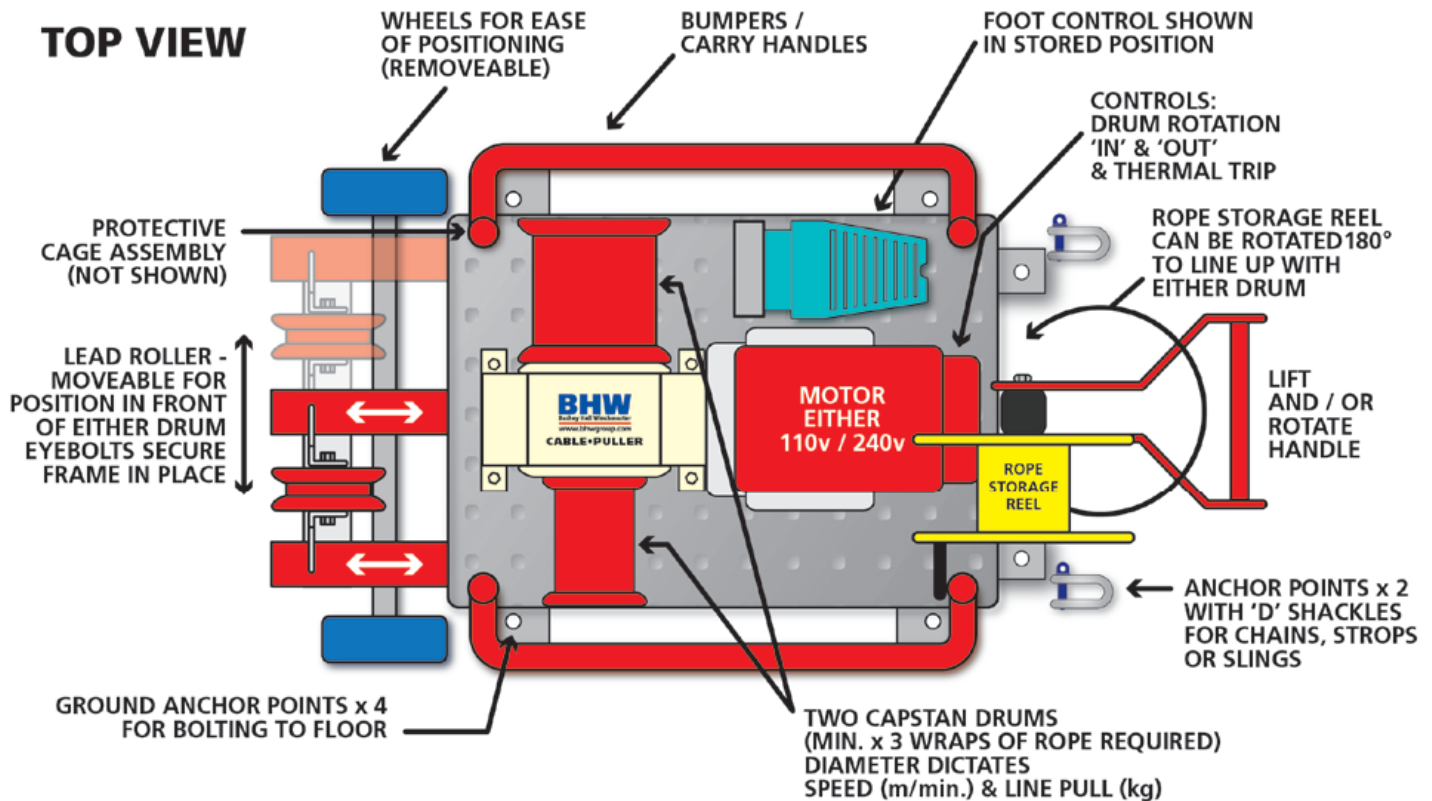 TOP VIEW
WHEELS FOR EASE
OF POSITIONING
(REMOVEABLE)
BUMPERS /
CARRY HANDLES
FOOT CONTROL SHOWN
IN STORED POSITION
CONTROLS:
DRUM ROTATION
‘IN’ & ‘OUT’
& THERMAL TRIP
PROTECTIVE
CAGE ASSEMBLY
(NOT SHOWN)
ROPE STORAGE REEL
CAN BE ROTATED180°
TO LINE UP WITH
EITHER DRUM
LEAD ROLLER -
MOVEABLE FOR
POSITION IN FRONT
OF EITHER DRUM
EYEBOLTS SECURE
FRAME IN PLACE
BHW
www.bhwgroup.com
CABLE•PULLER
MOTOR
EITHER
110v / 240v
LIFT
AND / OR
ROTATE
HANDLE
ROPE
STORAGE
REEL
ANCHOR POINTS x 2
WITH ‘D’ SHACKLES
FOR CHAINS, STROPS
OR SLINGS
GROUND ANCHOR POINTS x 4
FOR BOLTING TO FLOOR
TWO CAPSTAN DRUMS
(MIN. x 3 WRAPS OF ROPE REQUIRED)
DIAMETER DICTATES
SPEED (m/min.) & LINE PULL (kg)